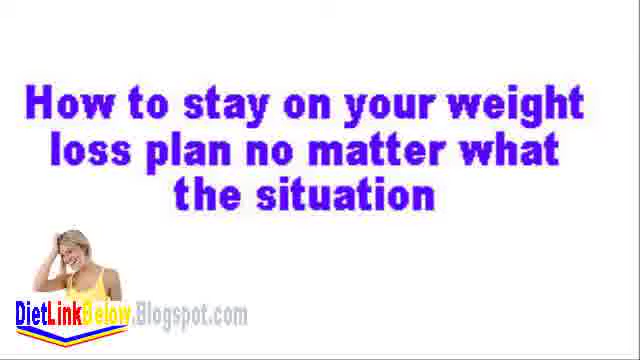 How to stay on your weight
loss plan no matter what
the situation
DietLinkBelow.Blogspot.com